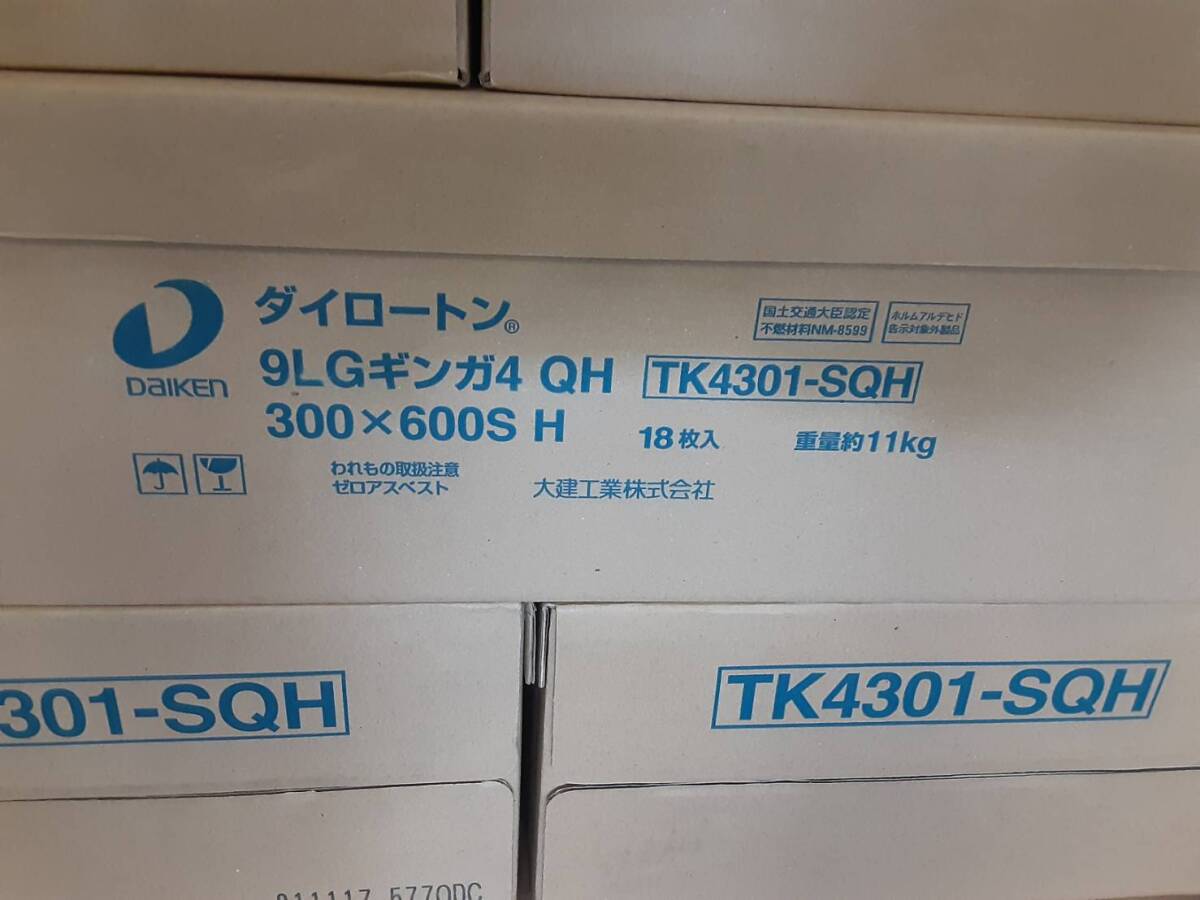 DAIKEN
ダイロートン®
9LGギンガ4 QH
TK4301-SQH
300×600S H
18枚入
重量約11kg
国土交通大臣認定
不燃材料NM-8599
ホルムアルデヒド
告示対象外製品
われもの取扱注意
ゼロアスベスト
大建工業株式会社
301-SQH
TK4301-SQH